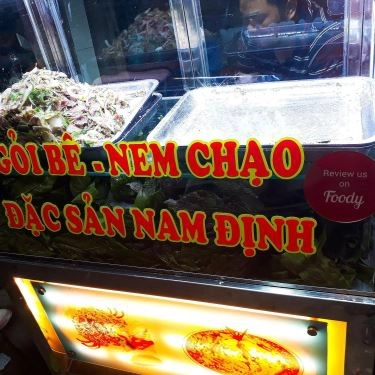 GỎI BÊ - NEM CHẠO
ĐẶC SẢN NAM ĐỊNH
Review us
on
Foody